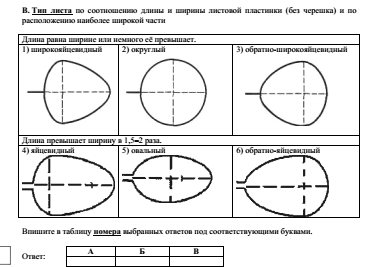 В. Тип листа по соотношению длины и ширины листовой пластинки (без черешка) и по
расположению наиболее широкой части
Длина равна ширине или немного её превышает.
1) широкояйцевидный 2) округлый 3) обратно-широкояйцевидный
Длина превышает ширину в 1,5–2 раза.
4) яйцевидный 5) овальный 6) обратно-яйцевидный
Впишите в таблицу номера выбранных ответов под соответствующими буквами.
А Б В
Ответ: